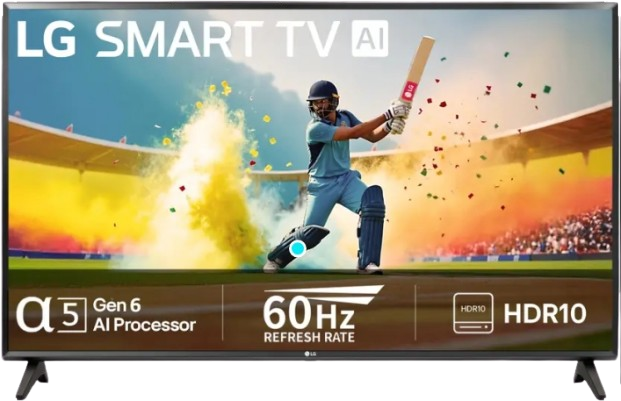 LG SMART TV AI
α5 Gen 6
AI Processor
60Hz
REFRESH RATE
HDR10
HDR10
LG